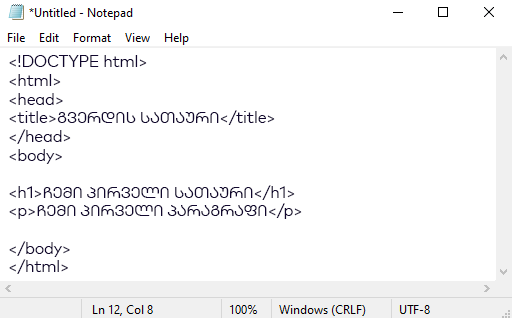 *Untitled - Notepad
File Edit Format View Help
<!DOCTYPE html>
<html>
<head>
<title>გვერდის სათაური</title>
</head>
<body>
<h1>ჩემი პირველი სათაური</h1>
<p>ჩემი პირველი პარაგრაფი</p>
</body>
</html>
Ln 12, Col 8 100% Windows (CRLF) UTF-8